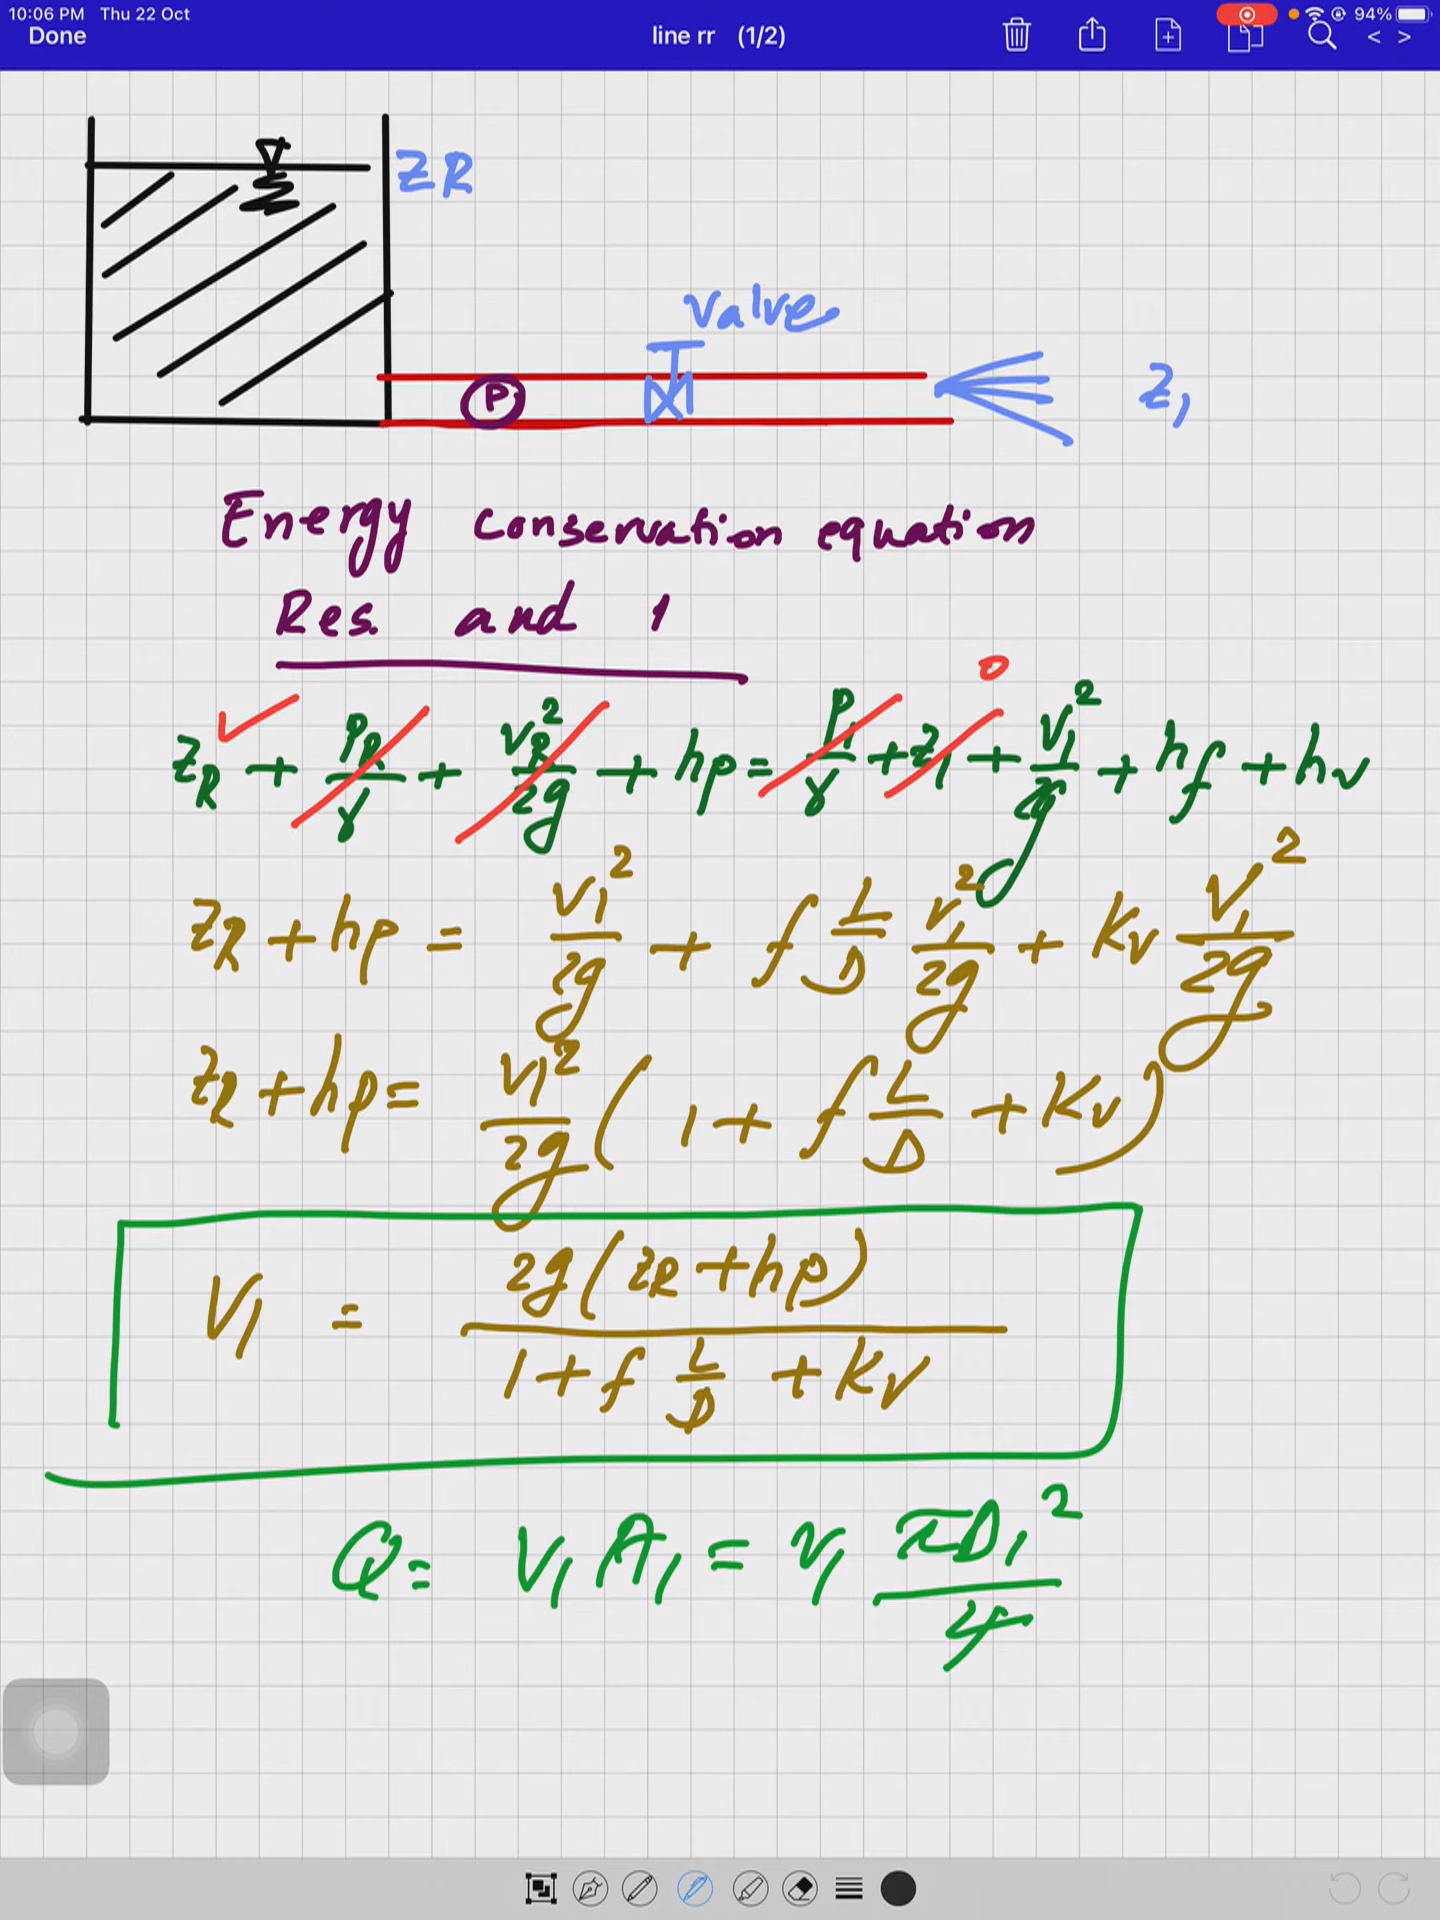 10:06 PM Thu 22 Oct 94%
Done line rr (1/2) < >
ZR
valve
P
Z1
Energy conservation equation
Res. and 1
0
zR + pR/γ + vR²/2g + hp = p1/γ + z1 + V1²/2g + hf + hv
zR + hp = V1²/2g + f L/D V1²/2g + Kv V1²/2g
zR + hp = V1²/2g ( 1 + f L/D + Kv )
V1 = 2g(zR + hp) / 1 + f L/D + Kv
Q = V1 A1 = V1 πD1²/4